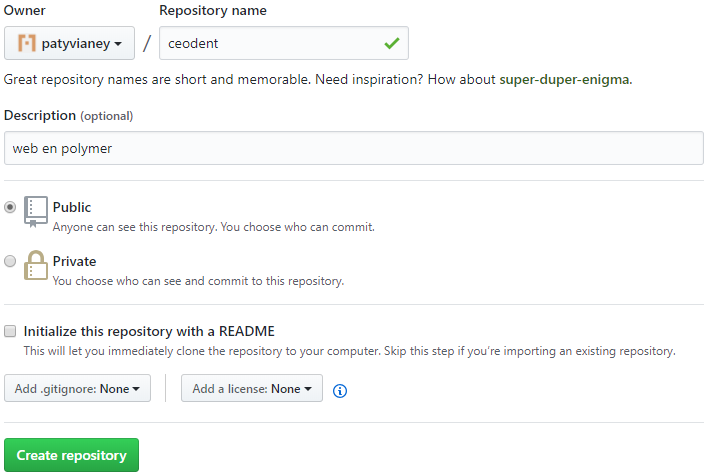 Owner Repository name
patyvianey / ceodent
Great repository names are short and memorable. Need inspiration? How about super-duper-enigma.
Description (optional)
web en polymer
Public
Anyone can see this repository. You choose who can commit.
Private
You choose who can see and commit to this repository.
Initialize this repository with a README
This will let you immediately clone the repository to your computer. Skip this step if you’re importing an existing repository.
Add .gitignore: None Add a license: None
Create repository